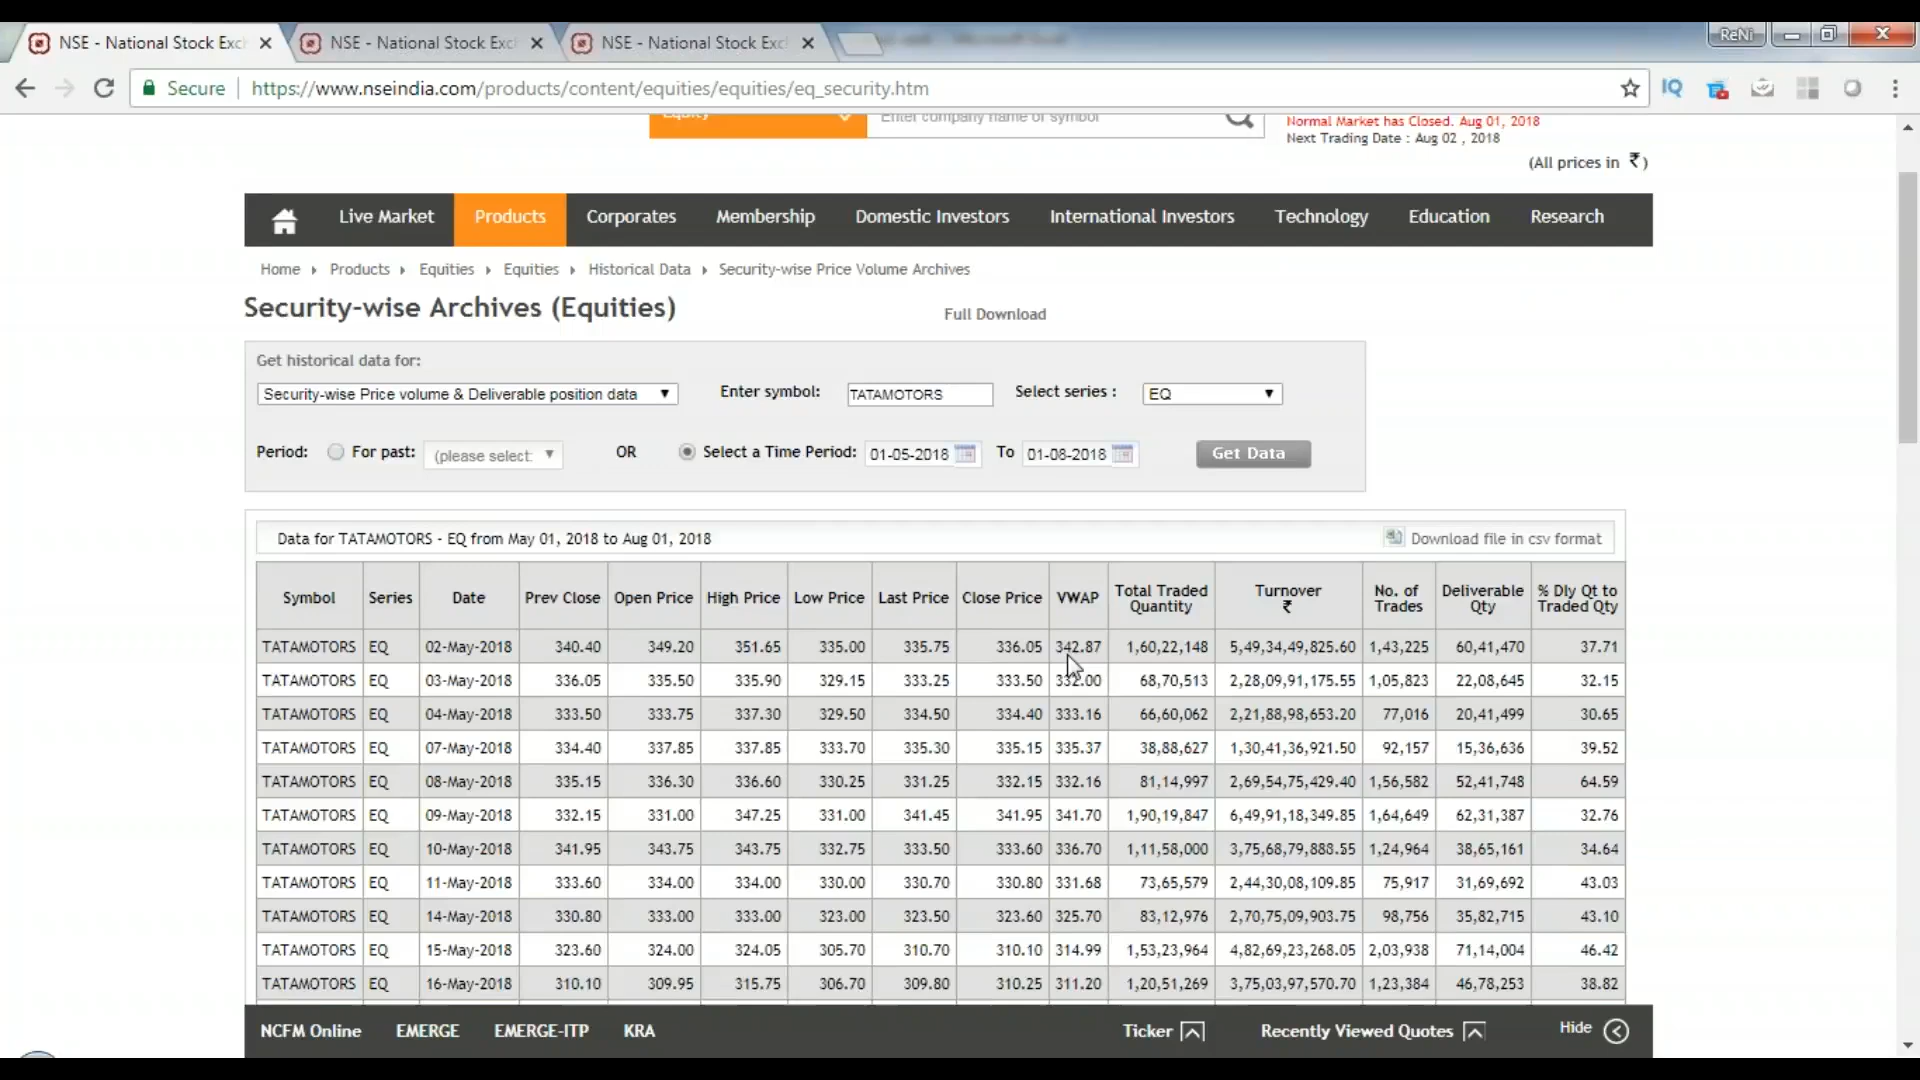 NSE - National Stock Exc
NSE - National Stock Exc
NSE - National Stock Exc
ReNi
Secure
https://www.nseindia.com/products/content/equities/equities/eq_security.htm
IQ
Equity
Enter company name or symbol
Normal Market has Closed. Aug 01, 2018
Next Trading Date : Aug 02 , 2018
(All prices in ₹ )
Live Market Products Corporates Membership Domestic Investors International Investors Technology Education Research
Home Products Equities Equities Historical Data Security-wise Price Volume Archives
Security-wise Archives (Equities)
Full Download
Get historical data for:
Security-wise Price volume & Deliverable position data Enter symbol: TATAMOTORS Select series : EQ
Period: For past: (please select: OR Select a Time Period: 01-05-2018 To 01-08-2018 Get Data
Data for TATAMOTORS - EQ from May 01, 2018 to Aug 01, 2018 Download file in csv format
Symbol Series Date Prev Close Open Price High Price Low Price Last Price Close Price VWAP Total Traded Quantity Turnover ₹ No. of Trades Deliverable Qty % Dly Qt to Traded Qty
TATAMOTORS EQ 02-May-2018 340.40 349.20 351.65 335.00 335.75 336.05 342.87 1,60,22,148 5,49,34,49,825.60 1,43,225 60,41,470 37.71
TATAMOTORS EQ 03-May-2018 336.05 335.50 335.90 329.15 333.25 333.50 332.00 68,70,513 2,28,09,91,175.55 1,05,823 22,08,645 32.15
TATAMOTORS EQ 04-May-2018 333.50 333.75 337.30 329.50 334.50 334.40 333.16 66,60,062 2,21,88,98,653.20 77,016 20,41,499 30.65
TATAMOTORS EQ 07-May-2018 334.40 337.85 337.85 333.70 335.30 335.15 335.37 38,88,627 1,30,41,36,921.50 92,157 15,36,636 39.52
TATAMOTORS EQ 08-May-2018 335.15 336.30 336.60 330.25 331.25 332.15 332.16 81,14,997 2,69,54,75,429.40 1,56,582 52,41,748 64.59
TATAMOTORS EQ 09-May-2018 332.15 331.00 347.25 331.00 341.45 341.95 341.70 1,90,19,847 6,49,91,18,349.85 1,64,649 62,31,387 32.76
TATAMOTORS EQ 10-May-2018 341.95 343.75 343.75 332.75 333.50 333.60 336.70 1,11,58,000 3,75,68,79,888.55 1,24,964 38,65,161 34.64
TATAMOTORS EQ 11-May-2018 333.60 334.00 334.00 330.00 330.70 330.80 331.68 73,65,579 2,44,30,08,109.85 75,917 31,69,692 43.03
TATAMOTORS EQ 14-May-2018 330.80 333.00 333.00 323.00 323.50 323.60 325.70 83,12,976 2,70,75,09,903.75 98,756 35,82,715 43.10
TATAMOTORS EQ 15-May-2018 323.60 324.00 324.05 305.70 310.70 310.10 314.99 1,53,23,964 4,82,69,23,268.05 2,03,938 71,14,004 46.42
TATAMOTORS EQ 16-May-2018 310.10 309.95 315.75 306.70 309.80 310.25 311.20 1,20,51,269 3,75,03,97,570.70 1,23,384 46,78,253 38.82
NCFM Online EMERGE EMERGE-ITP KRA Ticker Recently Viewed Quotes Hide